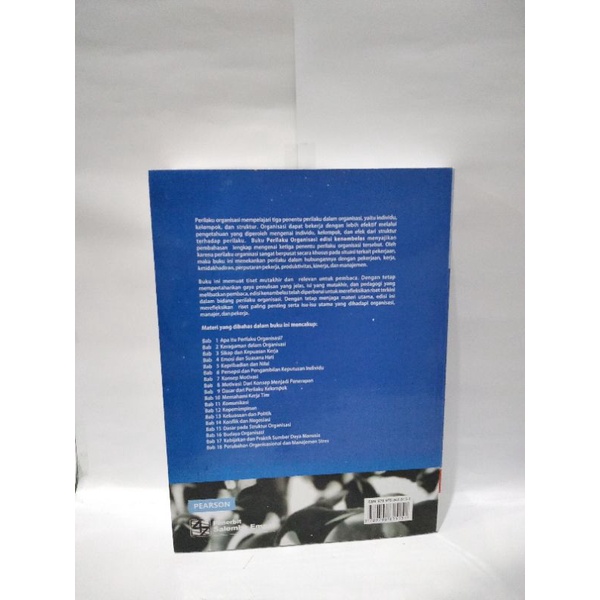 Perilaku organisasi mempelajari tiga penentu perilaku dalam organisasi, yaitu individu,
kelompok, dan struktur. Organisasi dapat bekerja dengan lebih efektif melalui
pengetahuan yang diperoleh mengenai individu, kelompok, dan efek dari struktur
terhadap perilaku. Buku Perilaku Organisasi edisi keenambelas menyajikan
pembahasan lengkap mengenai ketiga penentu perilaku organisasi tersebut. Oleh
karena perilaku organisasi sangat berpusat secara khusus pada situasi terkait pekerjaan,
maka buku ini menekankan perilaku dalam hubungannya dengan pekerjaan, kerja,
ketidakhadiran, perputaran pekerja, produktivitas, kinerja, dan manajemen.
Buku ini memuat riset mutakhir dan relevan untuk pembaca. Dengan tetap
mempertahankan gaya penulisan yang jelas, isi yang mutakhir, dan pedagogi yang
melibatkan pembaca, edisi keenambelas telah diperbarui untuk merefleksikan riset terkini
dalam bidang perilaku organisasi. Dengan tetap menjaga materi utama, edisi ini
merefleksikan riset paling penting serta isu-isu utama yang dihadapi organisasi,
manajer, dan pekerja.
Materi yang dibahas dalam buku ini mencakup:
Bab 1 Apa Itu Perilaku Organisasi?
Bab 2 Keragaman dalam Organisasi
Bab 3 Sikap dan Kepuasan Kerja
Bab 4 Emosi dan Suasana Hati
Bab 5 Kepribadian dan Nilai
Bab 6 Persepsi dan Pengambilan Keputusan Individu
Bab 7 Konsep Motivasi
Bab 8 Motivasi: Dari Konsep Menjadi Penerapan
Bab 9 Dasar dari Perilaku Kelompok
Bab 10 Memahami Kerja Tim
Bab 11 Komunikasi
Bab 12 Kepemimpinan
Bab 13 Kekuasaan dan Politik
Bab 14 Konflik dan Negosiasi
Bab 15 Dasar pada Struktur Organisasi
Bab 16 Budaya Organisasi
Bab 17 Kebijakan dan Praktik Sumber Daya Manusia
Bab 18 Perubahan Organisasional dan Manajemen Stres
PEARSON
Penerbit
Salemba